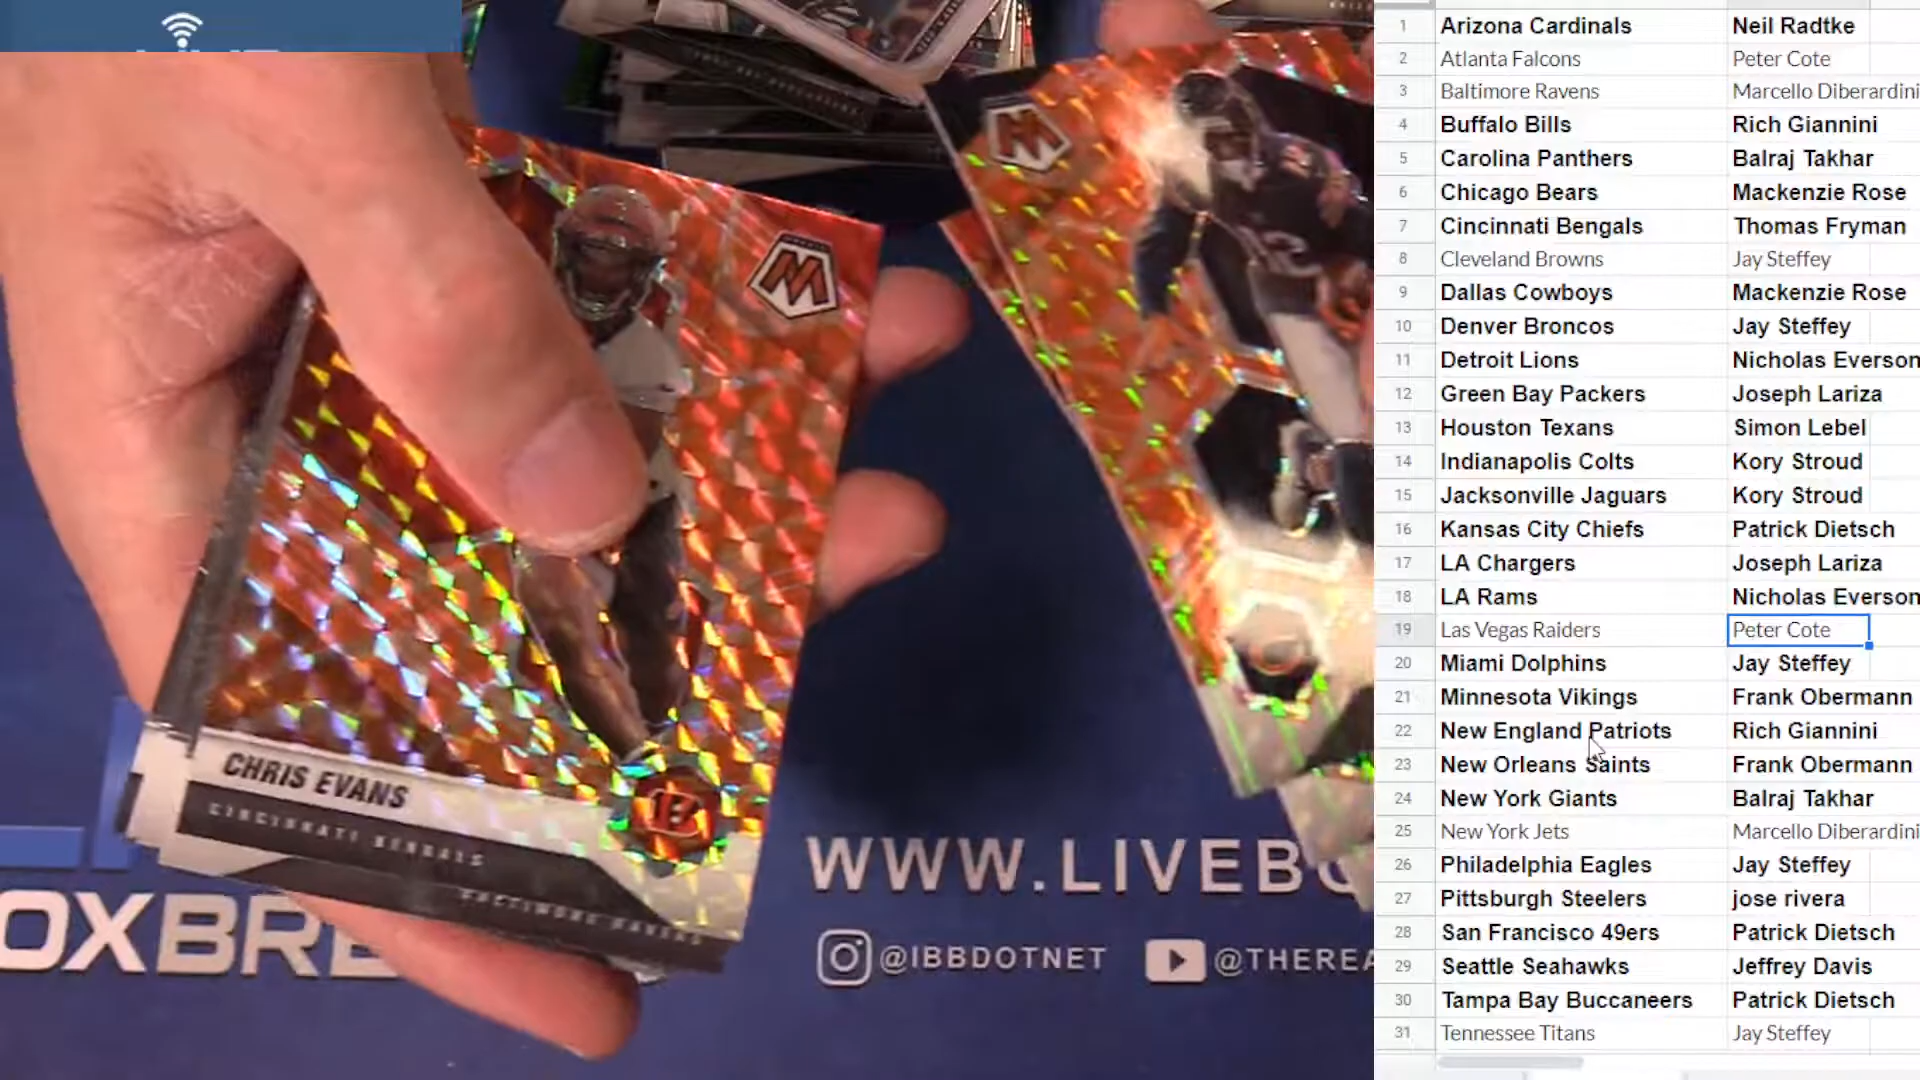 1 Arizona Cardinals Neil Radtke
2 Atlanta Falcons Peter Cote
3 Baltimore Ravens Marcello Diberardini
4 Buffalo Bills Rich Giannini
5 Carolina Panthers Balraj Takhar
6 Chicago Bears Mackenzie Rose
7 Cincinnati Bengals Thomas Fryman
8 Cleveland Browns Jay Steffey
9 Dallas Cowboys Mackenzie Rose
10 Denver Broncos Jay Steffey
11 Detroit Lions Nicholas Everson
12 Green Bay Packers Joseph Lariza
13 Houston Texans Simon Lebel
14 Indianapolis Colts Kory Stroud
15 Jacksonville Jaguars Kory Stroud
16 Kansas City Chiefs Patrick Dietsch
17 LA Chargers Joseph Lariza
18 LA Rams Nicholas Everson
19 Las Vegas Raiders Peter Cote
20 Miami Dolphins Jay Steffey
21 Minnesota Vikings Frank Obermann
22 New England Patriots Rich Giannini
23 New Orleans Saints Frank Obermann
24 New York Giants Balraj Takhar
25 New York Jets Marcello Diberardini
26 Philadelphia Eagles Jay Steffey
27 Pittsburgh Steelers jose rivera
28 San Francisco 49ers Patrick Dietsch
29 Seattle Seahawks Jeffrey Davis
30 Tampa Bay Buccaneers Patrick Dietsch
31 Tennessee Titans Jay Steffey
CHRIS EVANS
CINCINNATI BENGALS
BALTIMORE RAVENS
WWW.LIVEBO
OXBRE
@IBBDOTNET @THEREA